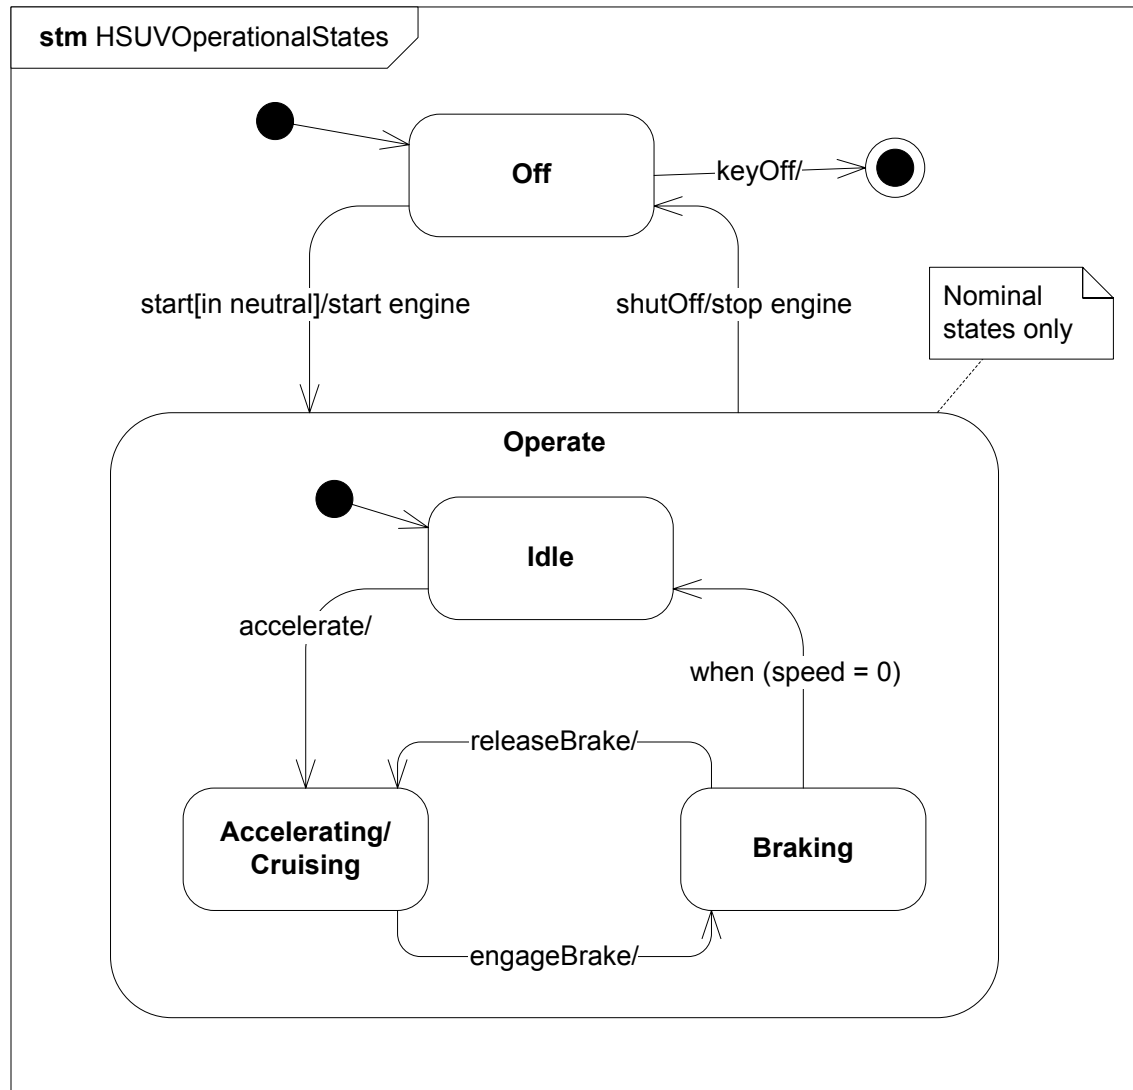 stm HSUVOperationalStates
Off
keyOff/
start[in neutral]/start engine
shutOff/stop engine
Nominal
states only
Operate
Idle
accelerate/
when (speed = 0)
releaseBrake/
Accelerating/
Cruising
Braking
engageBrake/